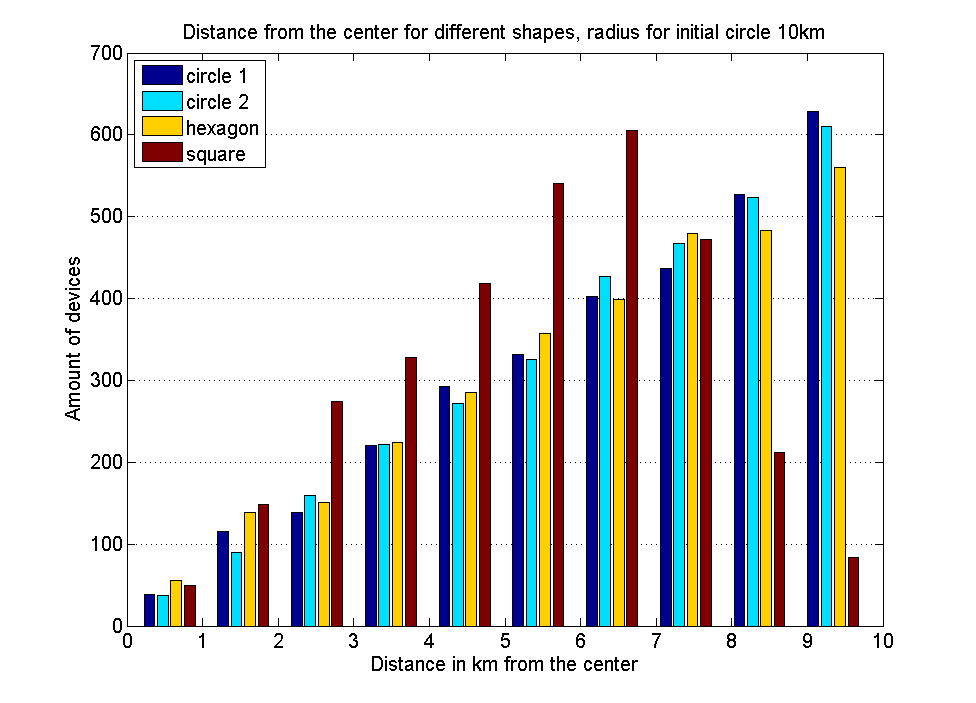 Distance from the center for different shapes, radius for initial circle 10km
700
600
500
400
300
200
100
0
circle 1
circle 2
hexagon
square
Amount of devices
0 1 2 3 4 5 6 7 8 9 10
Distance in km from the center